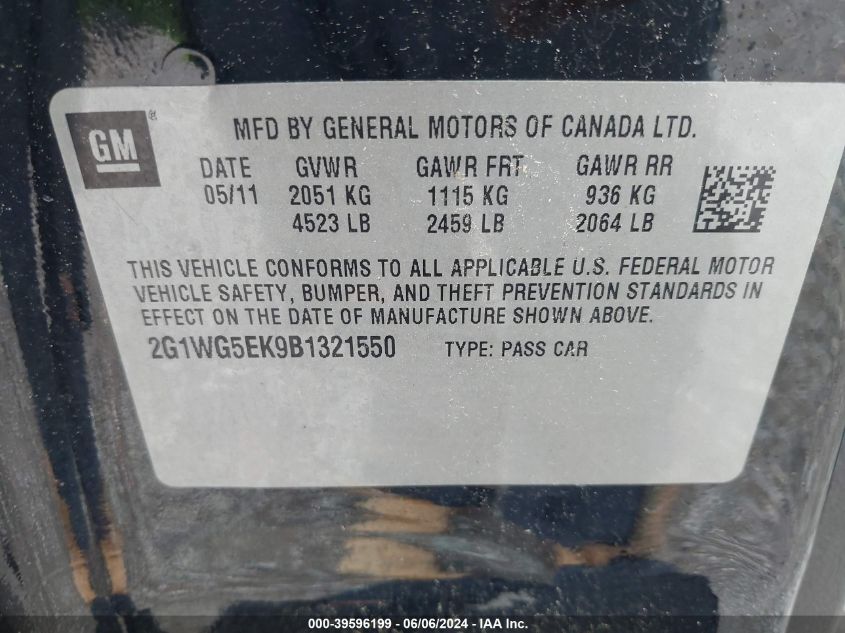 GM®
MFD BY GENERAL MOTORS OF CANADA LTD.
DATE GVWR GAWR FRT GAWR RR
05/11 2051 KG 1115 KG 936 KG
4523 LB 2459 LB 2064 LB
THIS VEHICLE CONFORMS TO ALL APPLICABLE U.S. FEDERAL MOTOR
VEHICLE SAFETY, BUMPER, AND THEFT PREVENTION STANDARDS IN
EFFECT ON THE DATE OF MANUFACTURE SHOWN ABOVE.
2G1WG5EK9B1321550 TYPE: PASS CAR
000-39596199 - 06/06/2024 - IAA Inc.